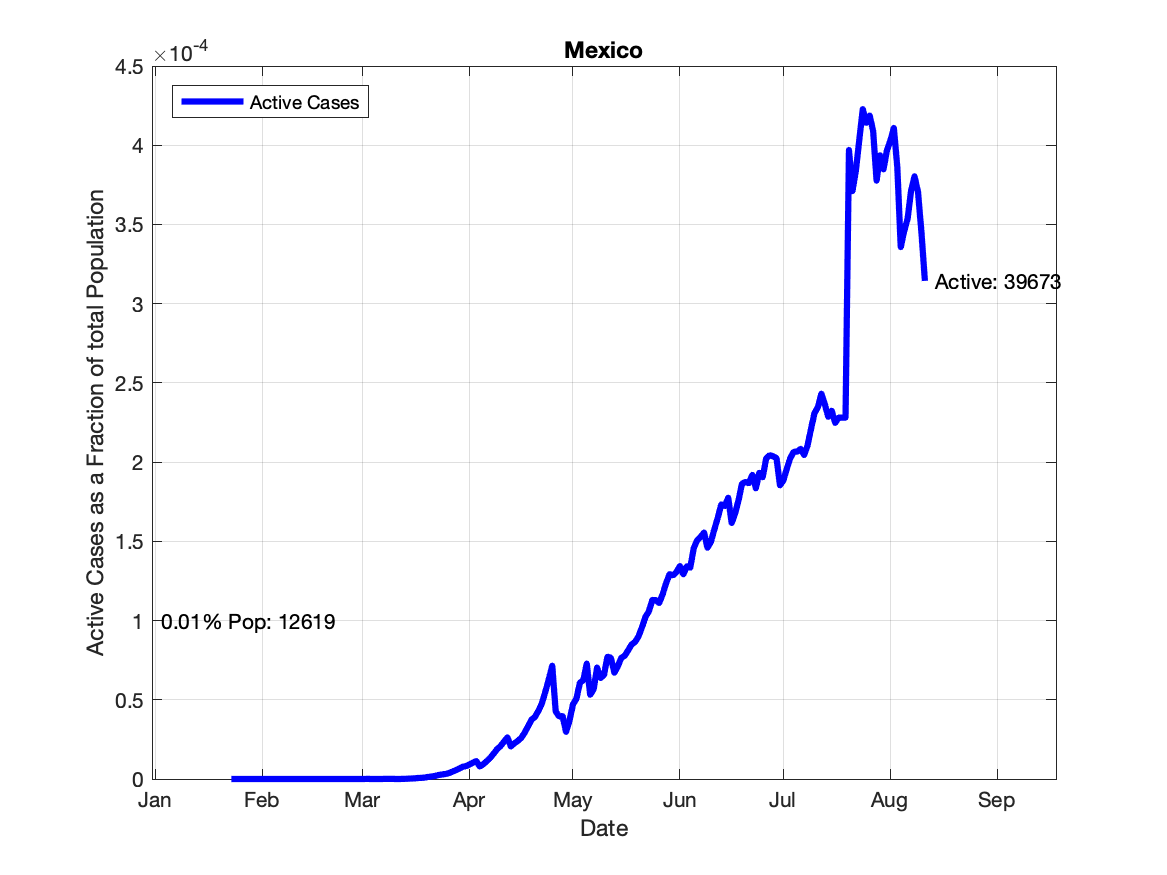 Mexico
×10-4
4.5
4
3.5
3
2.5
2
1.5
1
0.5
0
Active Cases as a Fraction of total Population
Active Cases
Active: 39673
0.01% Pop: 12619
Jan Feb Mar Apr May Jun Jul Aug Sep
Date